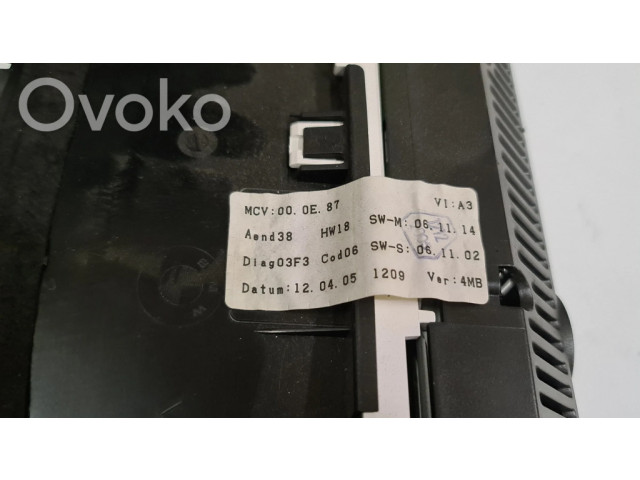 Ovoko
MCV:00. 0E. 87 VI:A3
Aend38 HW18 SW-M:06.11.14
Diag03F3 Cod06 SW-S:06.11.02
Datum:12.04.05 1209 Ver:4MB